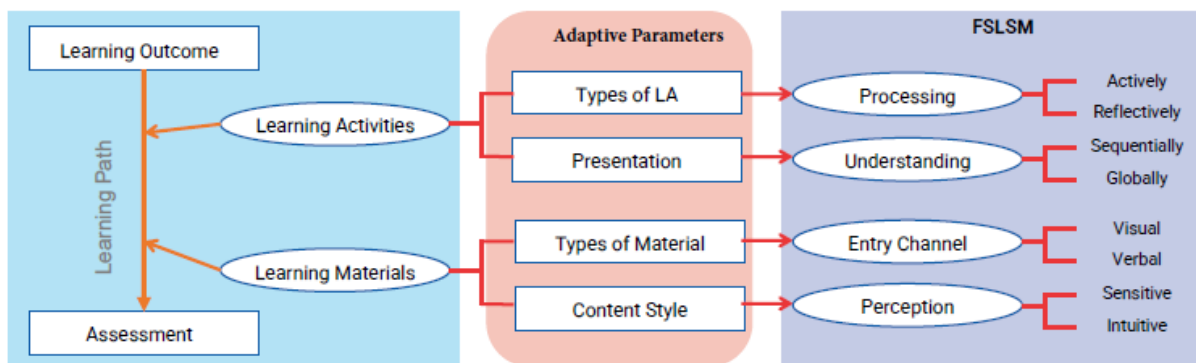 Learning Outcome
Learning Path
Assessment
Learning Activities
Learning Materials
Adaptive Parameters
Types of LA
Presentation
Types of Material
Content Style
FSLSM
Processing
Actively
Reflectively
Understanding
Sequentially
Globally
Entry Channel
Visual
Verbal
Perception
Sensitive
Intuitive